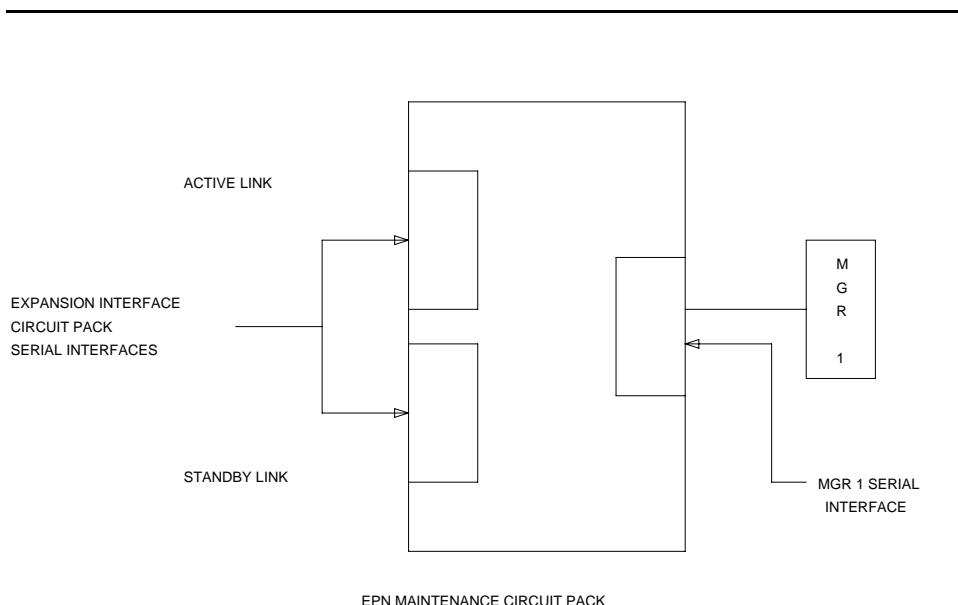 ACTIVE LINK
EXPANSION INTERFACE
CIRCUIT PACK
SERIAL INTERFACES
M
G
R
1
STANDBY LINK
MGR 1 SERIAL
INTERFACE
EPN MAINTENANCE CIRCUIT PACK